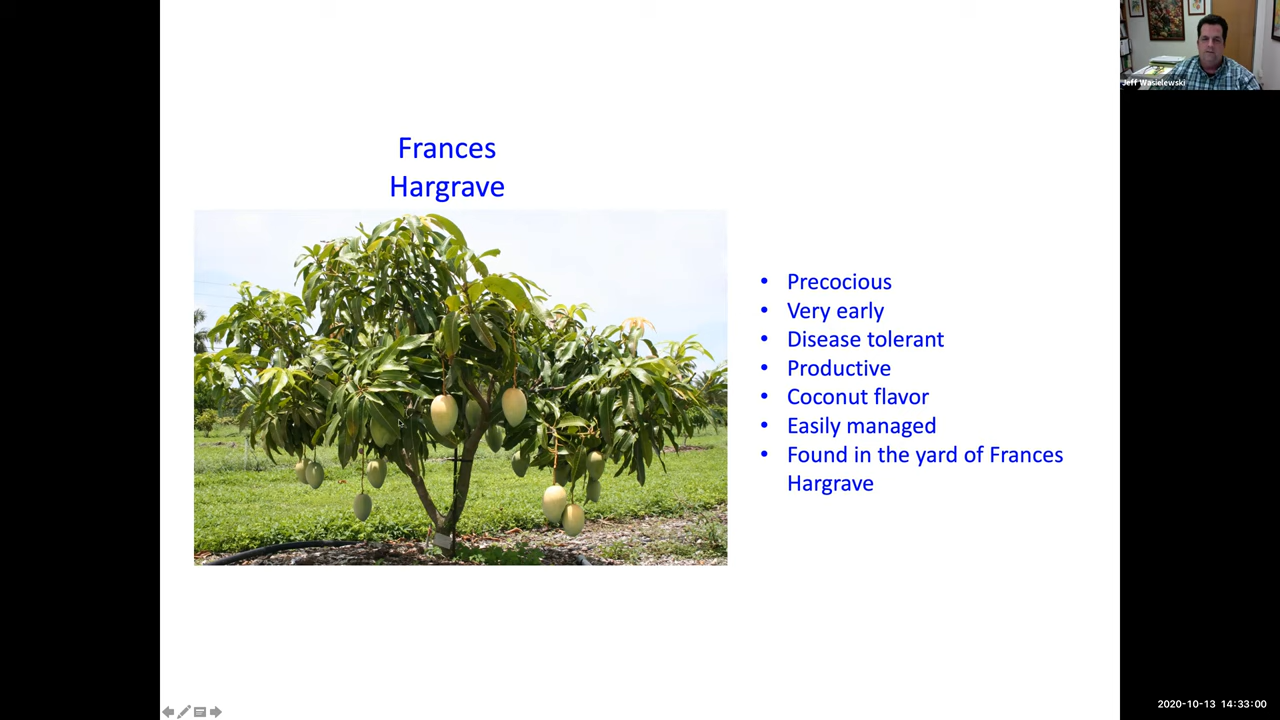 Frances
Hargrave
• Precocious
• Very early
• Disease tolerant
• Productive
• Coconut flavor
• Easily managed
• Found in the yard of Frances
Hargrave
Jeff Wasielewski
2020-10-13 14:33:00